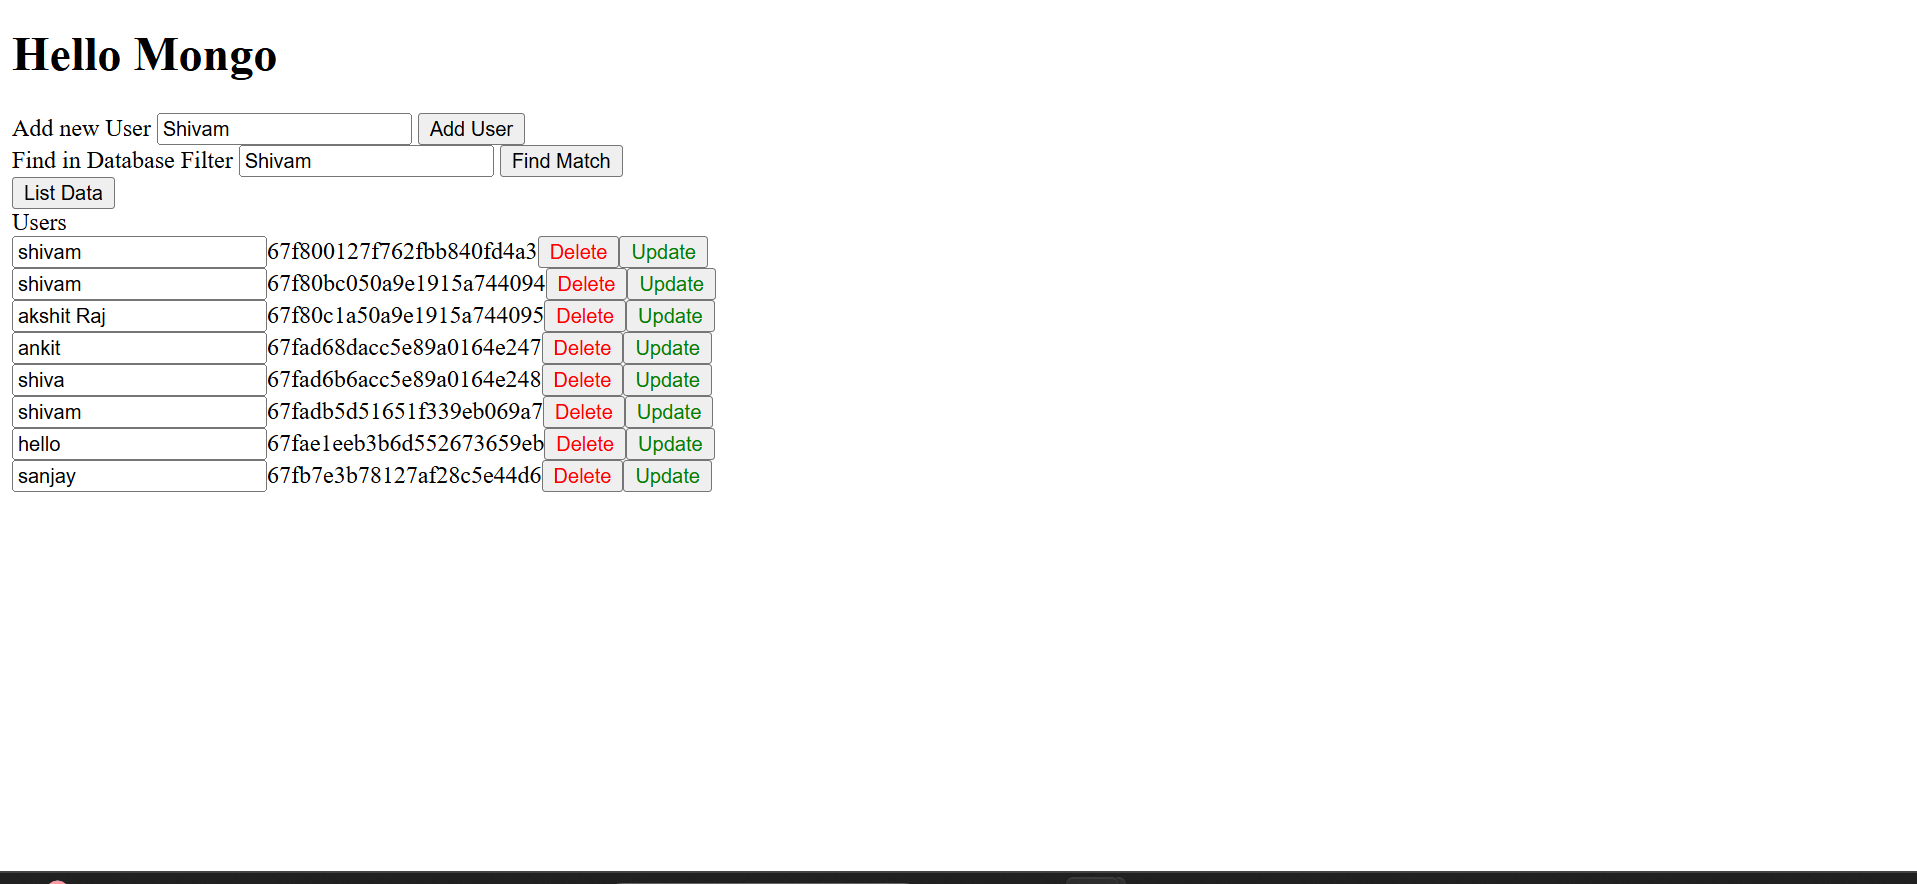 Hello Mongo
Add new User Shivam Add User
Find in Database Filter Shivam Find Match
List Data
Users
shivam 67f800127f762fbb840fd4a3 Delete Update
shivam 67f80bc050a9e1915a744094 Delete Update
akshit Raj 67f80c1a50a9e1915a744095 Delete Update
ankit 67fad68dacc5e89a0164e247 Delete Update
shiva 67fad6b6acc5e89a0164e248 Delete Update
shivam 67fadb5d51651f339eb069a7 Delete Update
hello 67fae1eeb3b6d552673659eb Delete Update
sanjay 67fb7e3b78127af28c5e44d6 Delete Update